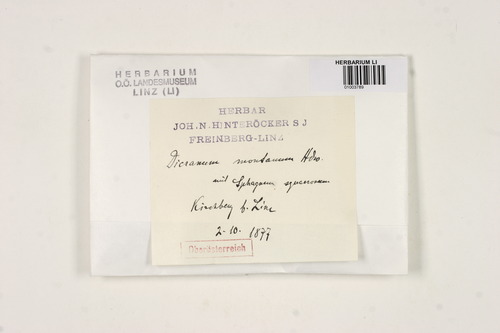 HERBARIUM
O.Ö. LANDESMUSEUM
LINZ (LI)
HERBARIUM LI
01003789
HERBAR.
JOH. N. HINTERÖCKER S J
FREINBERG-LINZ
Dicranum montanum Hdw.
mit Sphagnum squarrosum
Kirchberg b. Linz
2. 10. 1877
Oberösterreich